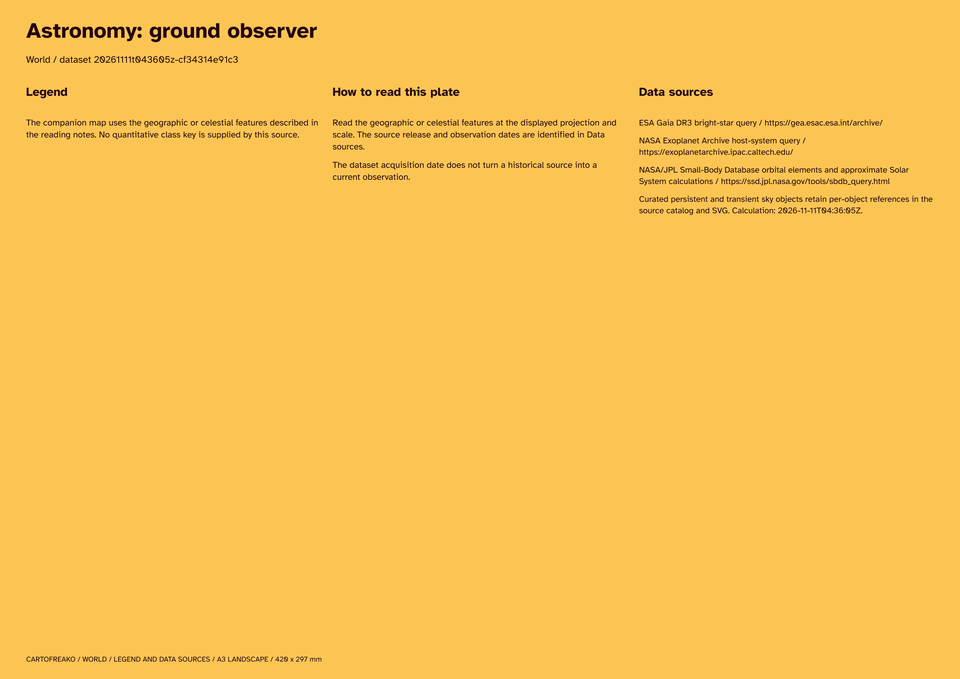 Astronomy: ground observer
World / dataset 20261111t043605z-cf34314e91c3
Legend
The companion map uses the geographic or celestial features described in
the reading notes. No quantitative class key is supplied by this source.
How to read this plate
Read the geographic or celestial features at the displayed projection and
scale. The source release and observation dates are identified in Data
sources.
The dataset acquisition date does not turn a historical source into a
current observation.
Data sources
ESA Gaia DR3 bright-star query / https://gea.esac.esa.int/archive/
NASA Exoplanet Archive host-system query /
https://exoplanetarchive.ipac.caltech.edu/
NASA/JPL Small-Body Database orbital elements and approximate Solar
System calculations / https://ssd.jpl.nasa.gov/tools/sbdb_query.html
Curated persistent and transient sky objects retain per-object references in the
source catalog and SVG. Calculation: 2026-11-11T04:36:05Z.
CARTOFREAKO / WORLD / LEGEND AND DATA SOURCES / A3 LANDSCAPE / 420 x 297 mm